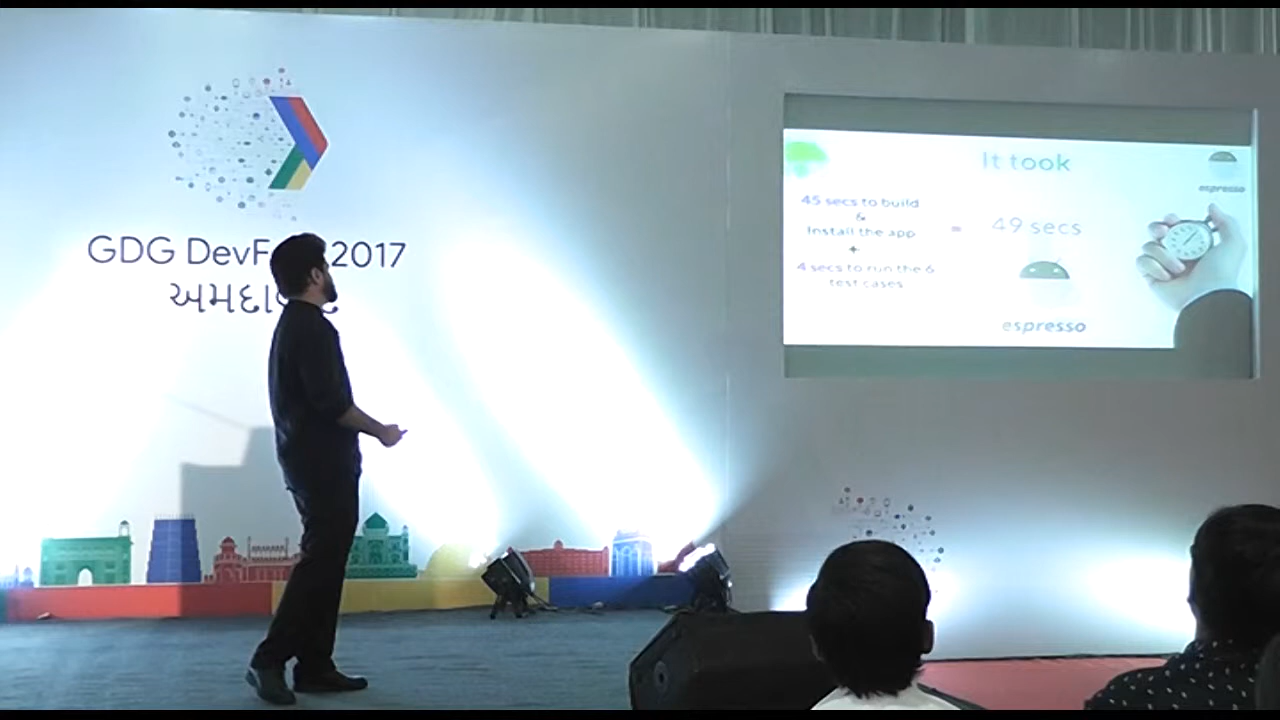 GDG DevF 2017
It took
espresso
45 secs to build
&
Install the app
+
4 secs to run the 6
test cases
=
49 secs
espresso